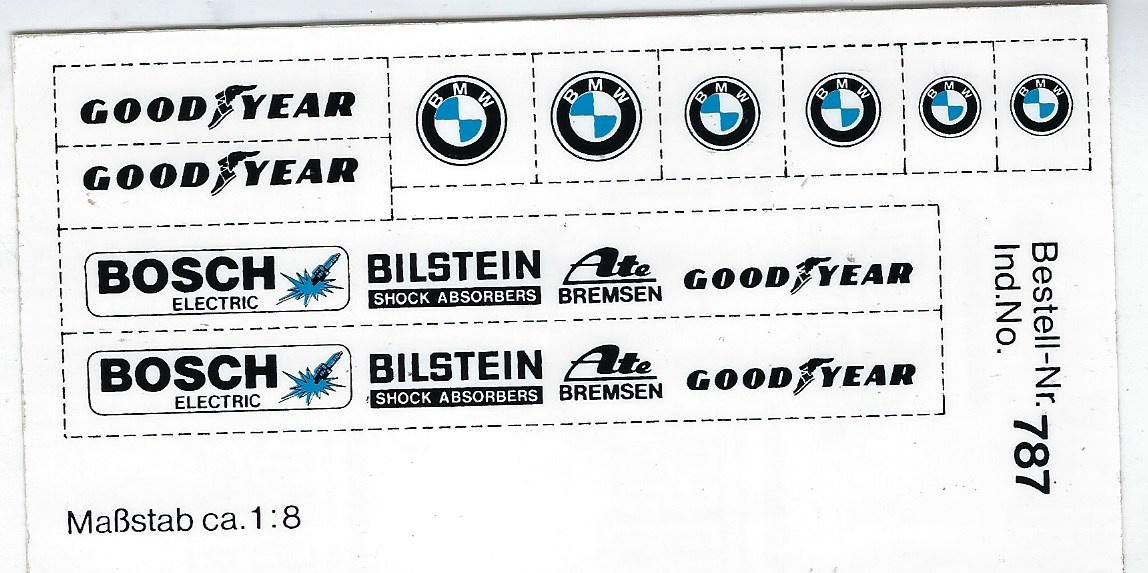 GOODYEAR
GOODYEAR
BMW
BMW
BMW
BMW
BMW
BMW
BOSCH
ELECTRIC
BILSTEIN
SHOCK ABSORBERS
Ate
BREMSEN
GOODYEAR
BOSCH
ELECTRIC
BILSTEIN
SHOCK ABSORBERS
Ate
BREMSEN
GOODYEAR
Bestell-Nr. 787
Ind.No.
Maßstab ca. 1:8